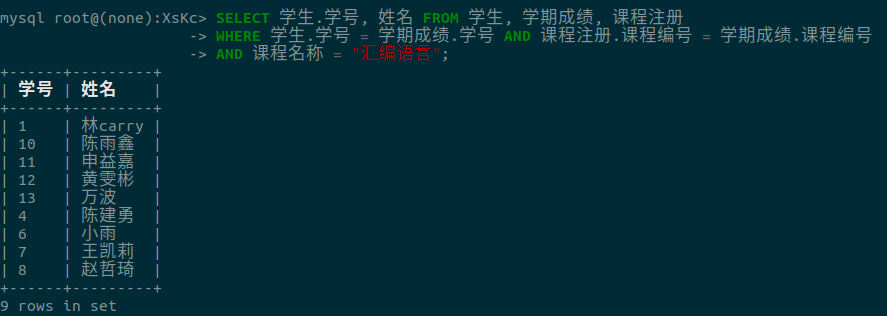 mysql root@(none):XsKc> SELECT 学生.学号, 姓名 FROM 学生, 学期成绩, 课程注册
-> WHERE 学生.学号 = 学期成绩.学号 AND 课程注册.课程编号 = 学期成绩.课程编号
-> AND 课程名称 = "汇编语言";
+------+---------+
| 学号 | 姓名    |
+------+---------+
| 1    | 林carry |
| 10   | 陈雨鑫  |
| 11   | 申益嘉  |
| 12   | 黄雯彬  |
| 13   | 万波    |
| 4    | 陈建勇  |
| 6    | 小雨    |
| 7    | 王凯莉  |
| 8    | 赵哲琦  |
+------+---------+
9 rows in set